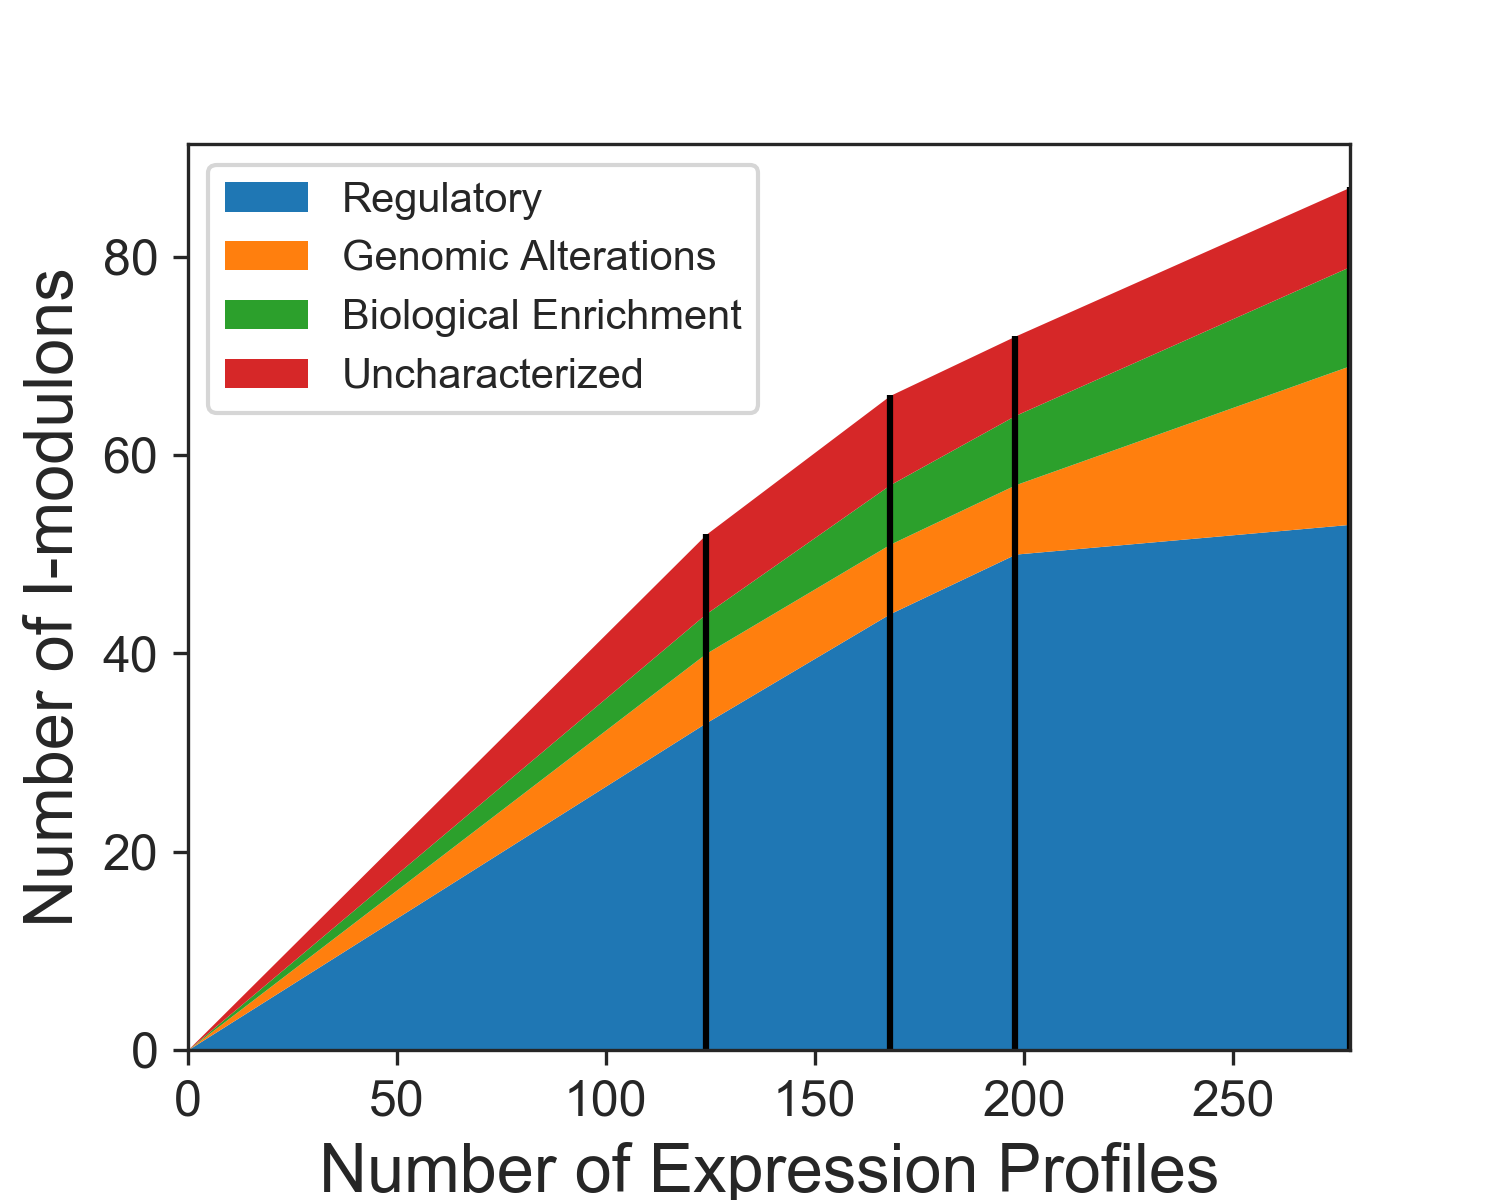 Regulatory
Genomic Alterations
Biological Enrichment
Uncharacterized
Number of I-modulons
80
60
40
20
0
0 50 100 150 200 250
Number of Expression Profiles